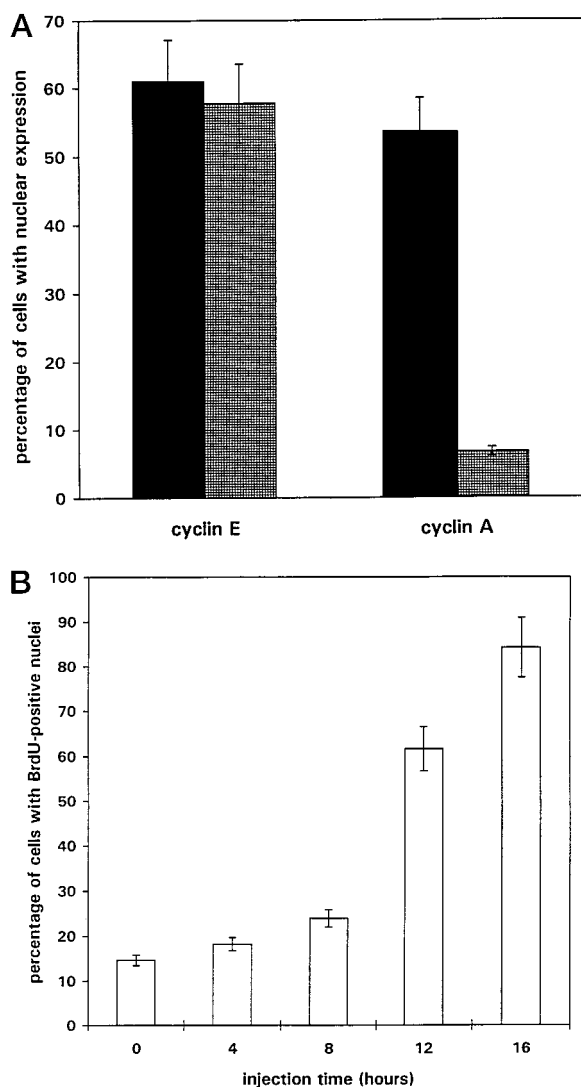 A
percentage of cells with nuclear expression
70
60
50
40
30
20
10
0
cyclin E
cyclin A
B
percentage of cells with BrdU-positive nuclei
100
90
80
70
60
50
40
30
20
10
0
0 4 8 12 16
injection time (hours)